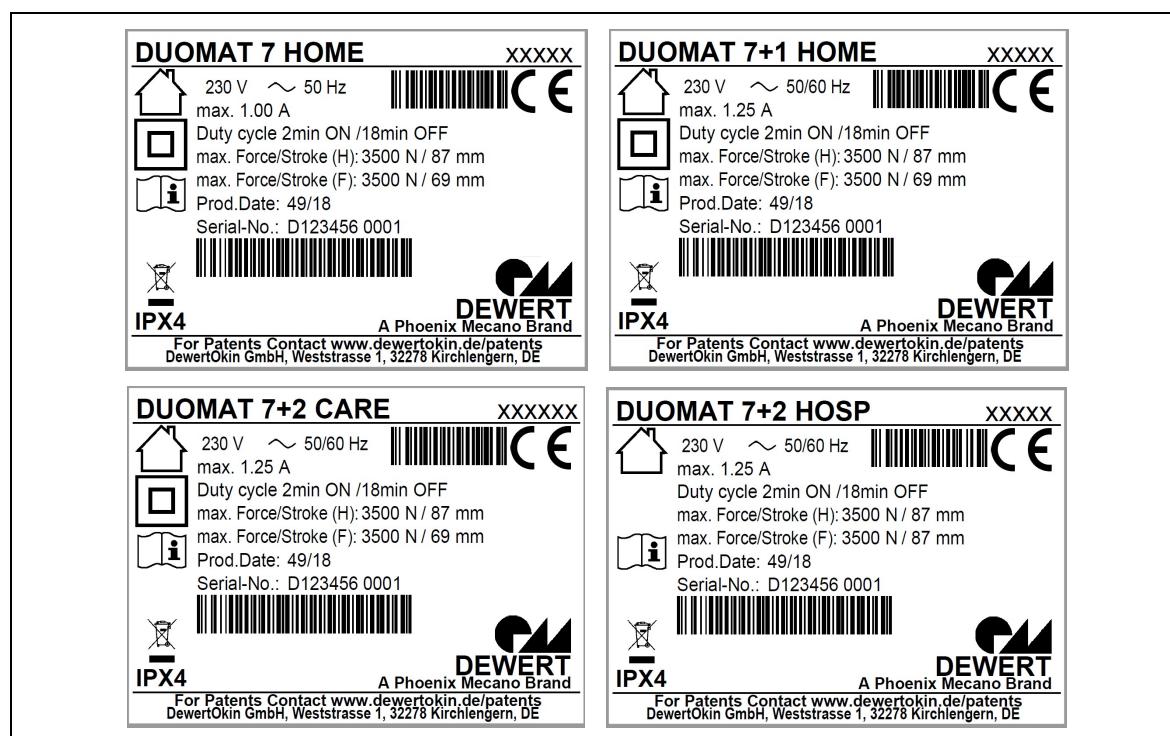 DUOMAT 7 HOME XXXXX
230 V ～ 50 Hz
CE
max. 1.00 A
Duty cycle 2min ON /18min OFF
max. Force/Stroke (H): 3500 N / 87 mm
max. Force/Stroke (F): 3500 N / 69 mm
i
Prod.Date: 49/18
Serial-No.: D123456 0001
DEWERT
IPX4
A Phoenix Mecano Brand
For Patents Contact www.dewertokin.de/patents
DewertOkin GmbH, Weststrasse 1, 32278 Kirchlengern, DE
DUOMAT 7+1 HOME XXXXX
230 V ～ 50/60 Hz
CE
max. 1.25 A
Duty cycle 2min ON /18min OFF
max. Force/Stroke (H): 3500 N / 87 mm
max. Force/Stroke (F): 3500 N / 69 mm
i
Prod.Date: 49/18
Serial-No.: D123456 0001
DEWERT
IPX4
A Phoenix Mecano Brand
For Patents Contact www.dewertokin.de/patents
DewertOkin GmbH, Weststrasse 1, 32278 Kirchlengern, DE
DUOMAT 7+2 CARE XXXXXX
230 V ～ 50/60 Hz
CE
max. 1.25 A
Duty cycle 2min ON /18min OFF
max. Force/Stroke (H): 3500 N / 87 mm
max. Force/Stroke (F): 3500 N / 69 mm
i
Prod.Date: 49/18
Serial-No.: D123456 0001
DEWERT
IPX4
A Phoenix Mecano Brand
For Patents Contact www.dewertokin.de/patents
DewertOkin GmbH, Weststrasse 1, 32278 Kirchlengern, DE
DUOMAT 7+2 HOSP XXXXX
230 V ～ 50/60 Hz
CE
max. 1.25 A
Duty cycle 2min ON /18min OFF
max. Force/Stroke (H): 3500 N / 87 mm
max. Force/Stroke (F): 3500 N / 87 mm
i
Prod.Date: 49/18
Serial-No.: D123456 0001
DEWERT
IPX4
A Phoenix Mecano Brand
For Patents Contact www.dewertokin.de/patents
DewertOkin GmbH, Weststrasse 1, 32278 Kirchlengern, DE